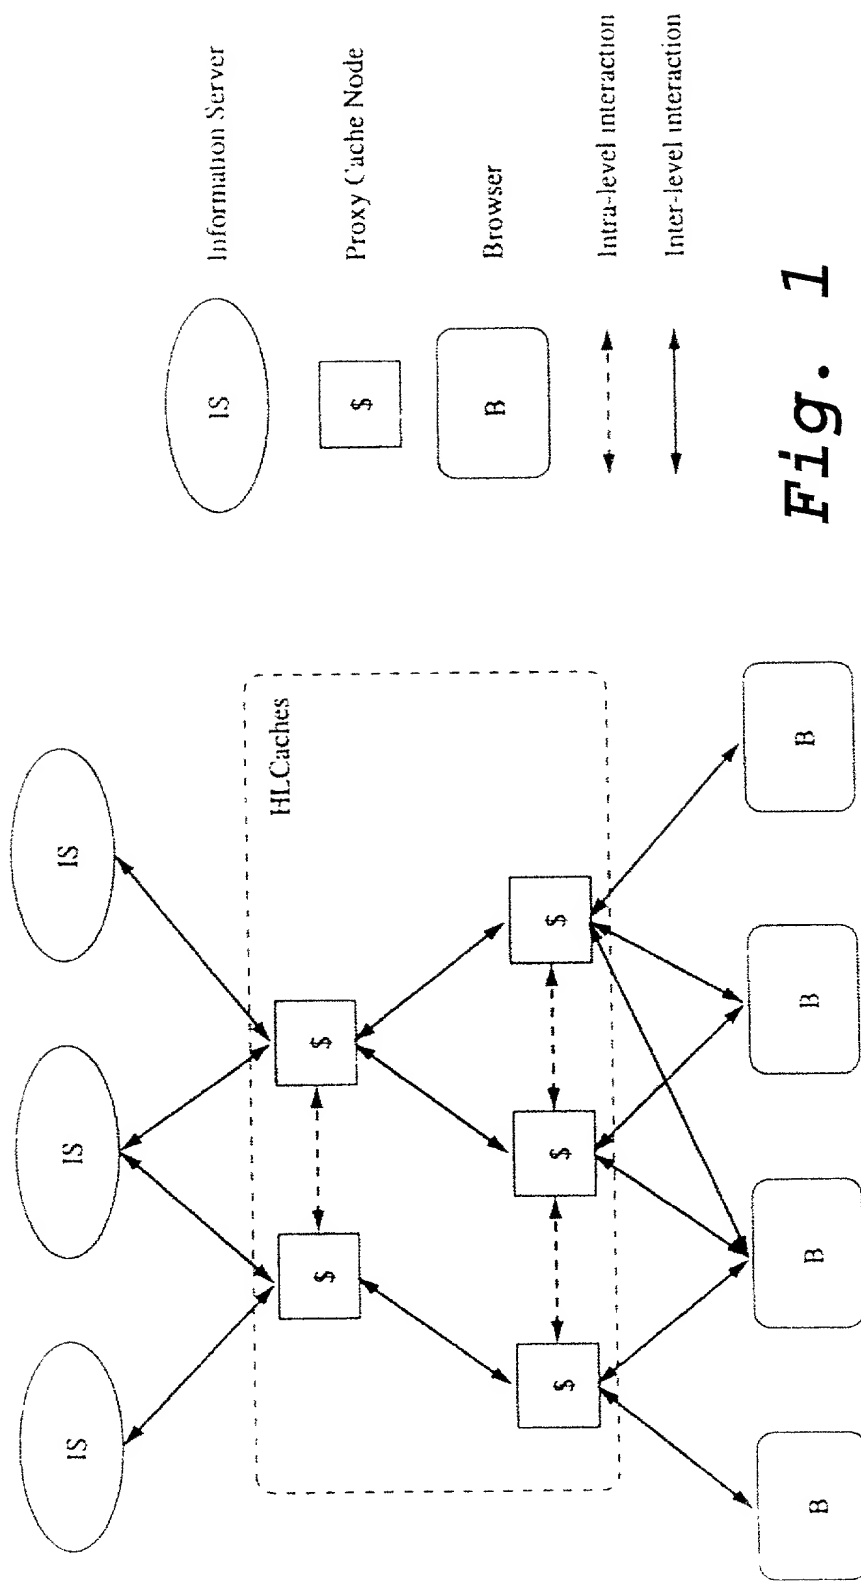 IS
IS
IS
HLCaches
$
$
$
$
$
B
B
B
B
IS
Information Server
$
Proxy Cache Node
B
Browser
Intra-level interaction
Inter-level interaction
Fig. 1